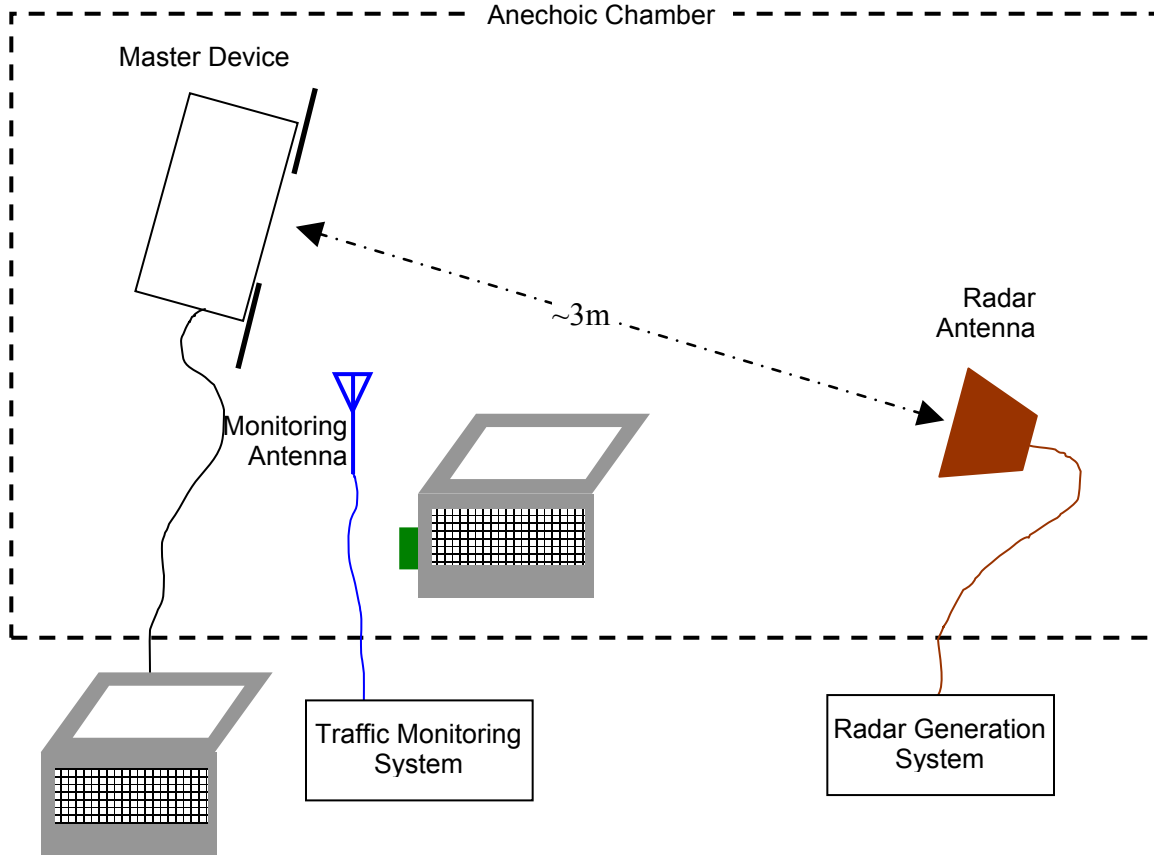 Anechoic Chamber
Master Device
~3m
Radar
Antenna
Monitoring
Antenna
Traffic Monitoring
System
Radar Generation
System